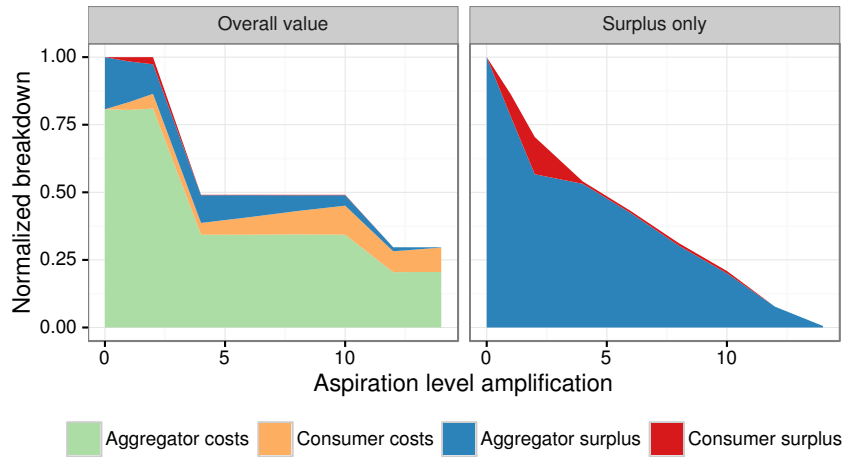 Overall value
Surplus only
Normalized breakdown
1.00
0.75
0.50
0.25
0.00
0 5 10
0 5 10
Aspiration level amplification
Aggregator costs Consumer costs Aggregator surplus Consumer surplus